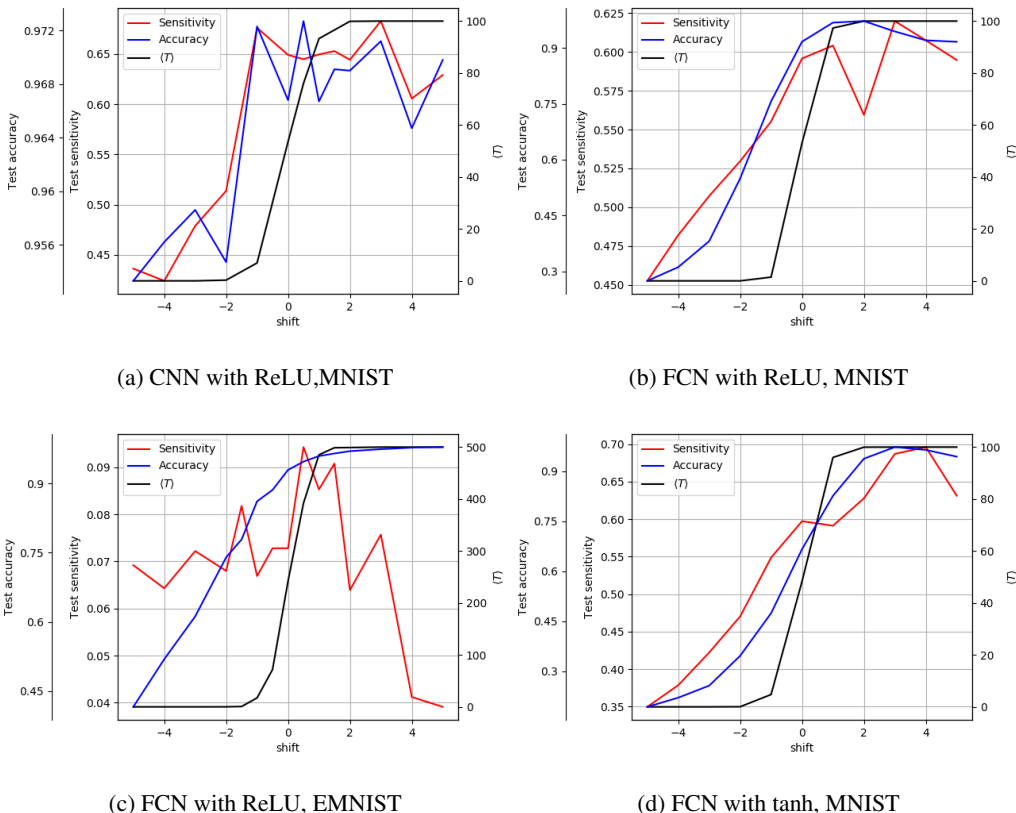 Sensitivity
Accuracy
⟨T⟩
0.972
0.968
0.964
0.96
0.956
Test accuracy
0.65
0.60
0.55
0.50
0.45
Test sensitivity
100
80
60
40
20
0
⟨T⟩
−4 −2 0 2 4
shift
(a) CNN with ReLU,MNIST
Sensitivity
Accuracy
⟨T⟩
0.9
0.75
0.6
0.45
0.3
Test accuracy
0.625
0.600
0.575
0.550
0.525
0.500
0.475
0.450
Test sensitivity
100
80
60
40
20
0
⟨T⟩
−4 −2 0 2 4
shift
(b) FCN with ReLU, MNIST
Sensitivity
Accuracy
⟨T⟩
0.9
0.75
0.6
0.45
Test accuracy
0.09
0.08
0.07
0.06
0.05
0.04
Test sensitivity
500
400
300
200
100
0
⟨T⟩
−4 −2 0 2 4
shift
(c) FCN with ReLU, EMNIST
Sensitivity
Accuracy
⟨T⟩
0.9
0.75
0.6
0.45
0.3
Test accuracy
0.70
0.65
0.60
0.55
0.50
0.45
0.40
0.35
Test sensitivity
100
80
60
40
20
0
⟨T⟩
−4 −2 0 2 4
shift
(d) FCN with tanh, MNIST